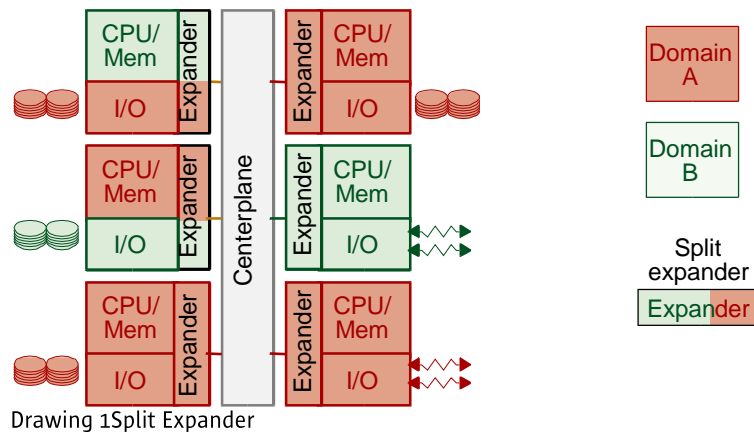 CPU/
Mem
I/O
Expander
Centerplane
Expander
CPU/
Mem
I/O
CPU/
Mem
I/O
Expander
Expander
CPU/
Mem
I/O
CPU/
Mem
I/O
Expander
Expander
CPU/
Mem
I/O
Domain
A
Domain
B
Split
expander
Expander
Drawing 1Split Expander